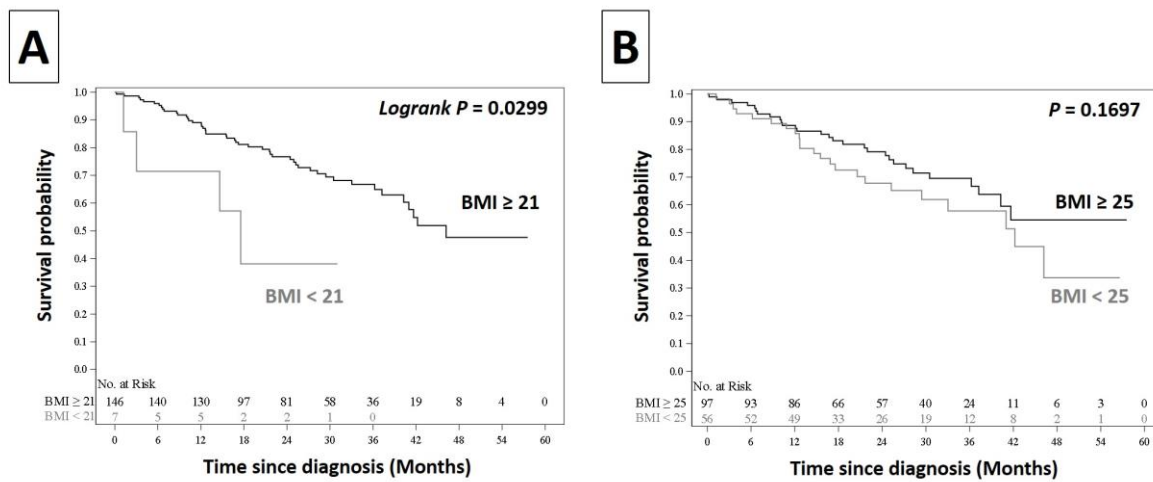 A
1.0
0.9
0.8
0.7
0.6
0.5
0.4
0.3
0.2
0.1
0.0
Survival probability
Logrank P = 0.0299
BMI ≥ 21
BMI < 21
No. at Risk
BMI ≥ 21 146 140 130 97 81 58 36 19 8 4 0
BMI < 21 7 5 5 2 2 1 0
0 6 12 18 24 30 36 42 48 54 60
Time since diagnosis (Months)
B
1.0
0.9
0.8
0.7
0.6
0.5
0.4
0.3
0.2
0.1
0.0
Survival probability
P = 0.1697
BMI ≥ 25
BMI < 25
No. at Risk
BMI ≥ 25 97 93 86 66 57 40 24 11 6 3 0
BMI < 25 56 52 49 33 26 19 12 8 2 1 0
0 6 12 18 24 30 36 42 48 54 60
Time since diagnosis (Months)